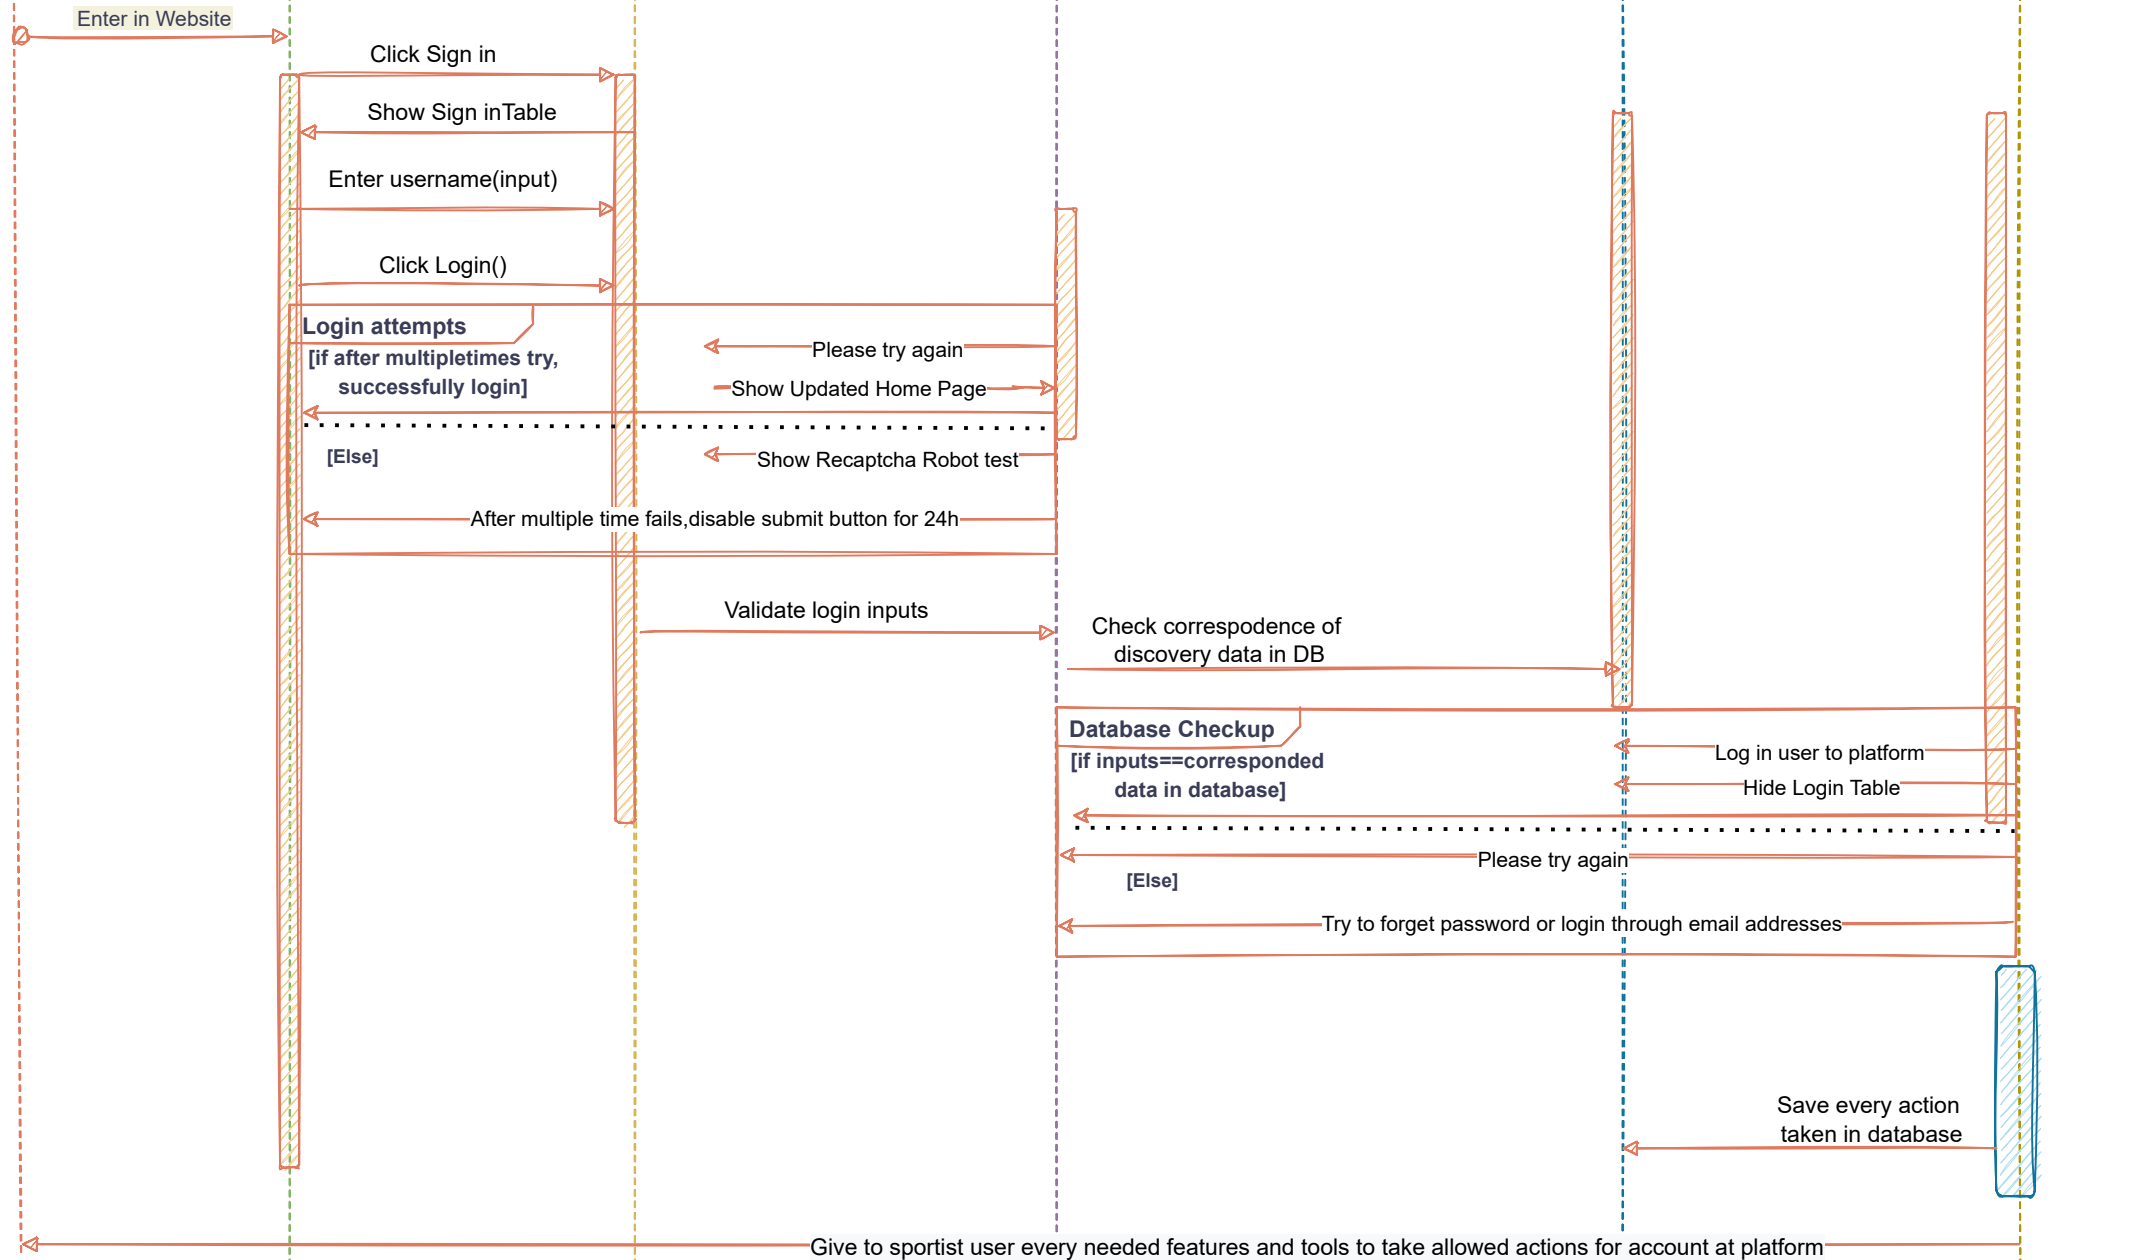 Enter in Website
Click Sign in
Show Sign inTable
Enter username(input)
Click Login()
Login attempts
[if after multipletimes try,
successfully login]
Please try again
Show Updated Home Page
[Else]
Show Recaptcha Robot test
After multiple time fails,disable submit button for 24h
Validate login inputs
Check correspodence of
discovery data in DB
Database Checkup
[if inputs==corresponded
data in database]
Log in user to platform
Hide Login Table
Please try again
[Else]
Try to forget password or login through email addresses
Save every action
taken in database
Give to sportist user every needed features and tools to take allowed actions for account at platform